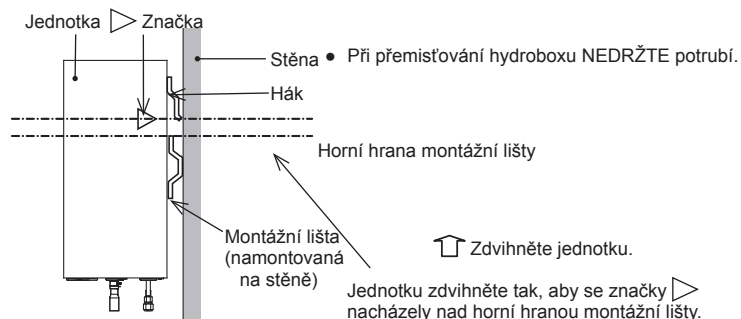 Jednotka ▷ Značka
Stěna
• Při přemisťování hydroboxu NEDRŽTE potrubí.
Hák
Horní hrana montážní lišty
Montážní lišta
(namontovaná
na stěně)
⇧ Zdvihněte jednotku.
Jednotku zdvihněte tak, aby se značky ▷
nacházely nad horní hranou montážní lišty.